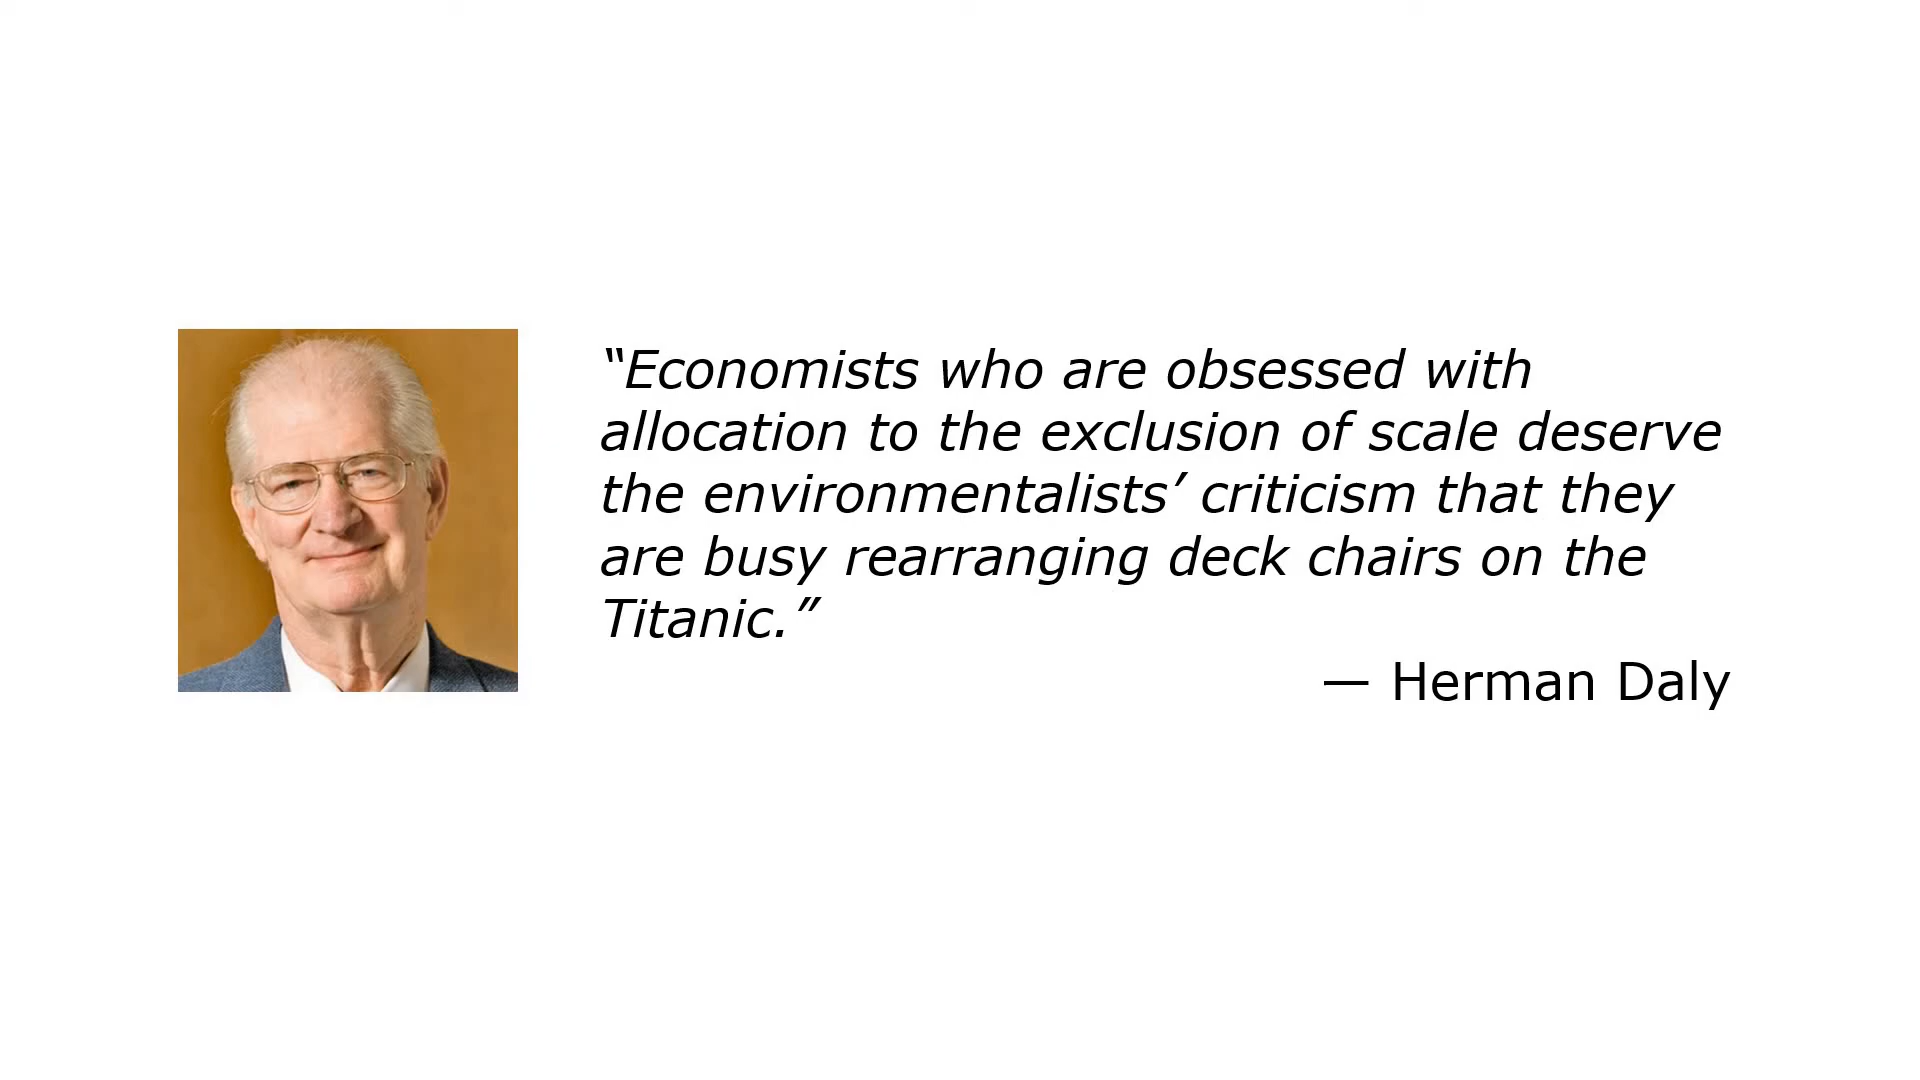 “Economists who are obsessed with
allocation to the exclusion of scale deserve
the environmentalists’ criticism that they
are busy rearranging deck chairs on the
Titanic.”
— Herman Daly